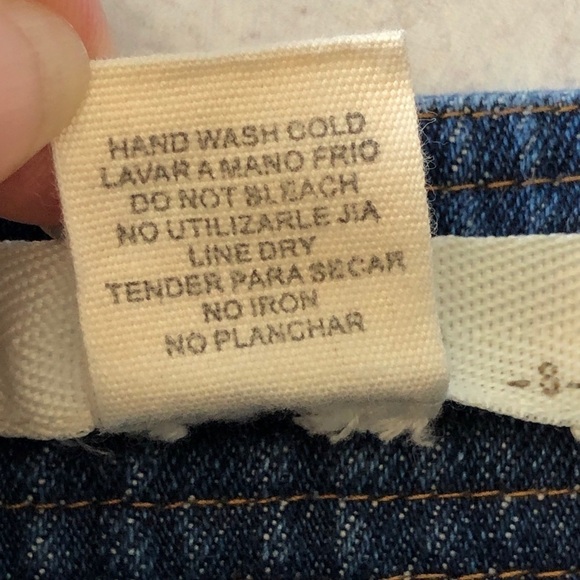 HAND WASH COLD
LAVAR A MANO FRIO
DO NOT BLEACH
NO UTILIZARLE JIA
LINE DRY
TENDER PARA SECAR
NO IRON
NO PLANCHAR
-8-